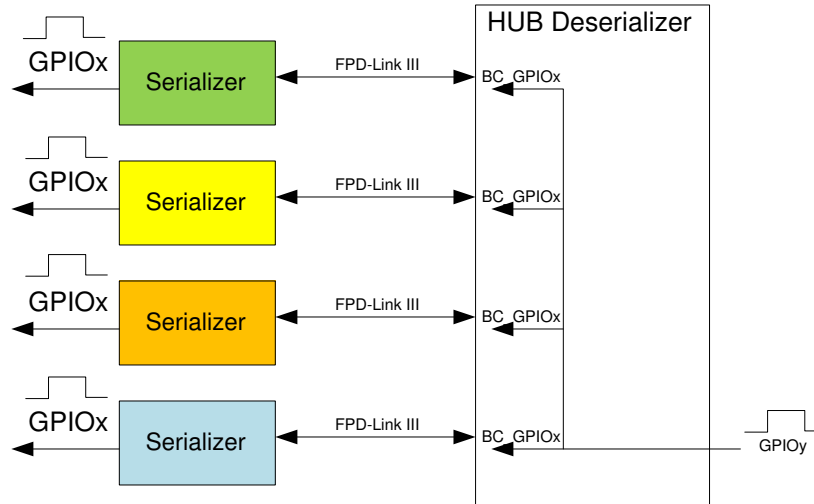 HUB Deserializer
GPIOx
Serializer
FPD-Link III
BC_GPIOx
GPIOx
Serializer
FPD-Link III
BC_GPIOx
GPIOx
Serializer
FPD-Link III
BC_GPIOx
GPIOx
Serializer
FPD-Link III
BC_GPIOx
GPIOy